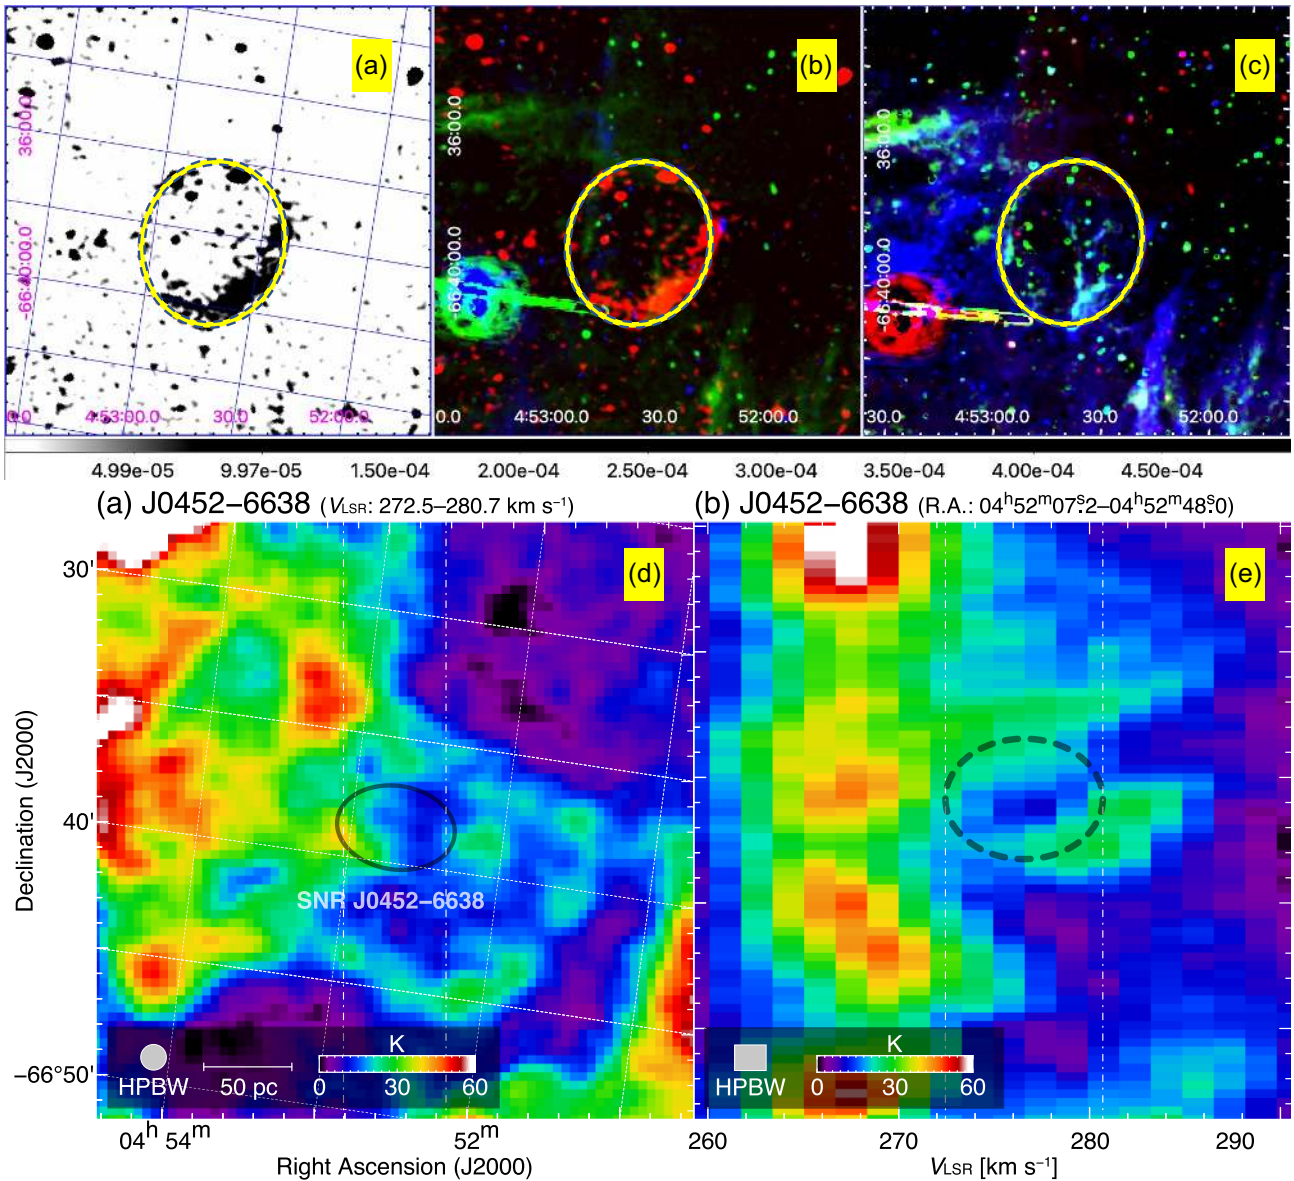 (a)
(b)
(c)
36:00.0
-66:40:00.0
0.0 4:53:00.0 30.0 52:00.0
36:00.0
-66:40:00.0
0.0 4:53:00.0 30.0 52:00.0
36:00.0
-66:40:00.0
30.0 4:53:00.0 30.0 52:00.0
4.99e-05 9.97e-05 1.50e-04 2.00e-04 2.50e-04 3.00e-04 3.50e-04 4.00e-04 4.50e-04
(a) J0452–6638 (VLSR: 272.5–280.7 km s⁻¹)
(b) J0452–6638 (R.A.: 04ʰ52ᵐ07ˢ.2–04ʰ52ᵐ48ˢ.0)
(d)
(e)
30'
40'
−66°50'
Declination (J2000)
SNR J0452–6638
HPBW
50 pc
K
0 30 60
HPBW
K
0 30 60
04ʰ 54ᵐ 52ᵐ
Right Ascension (J2000)
260 270 280 290
VLSR [km s⁻¹]